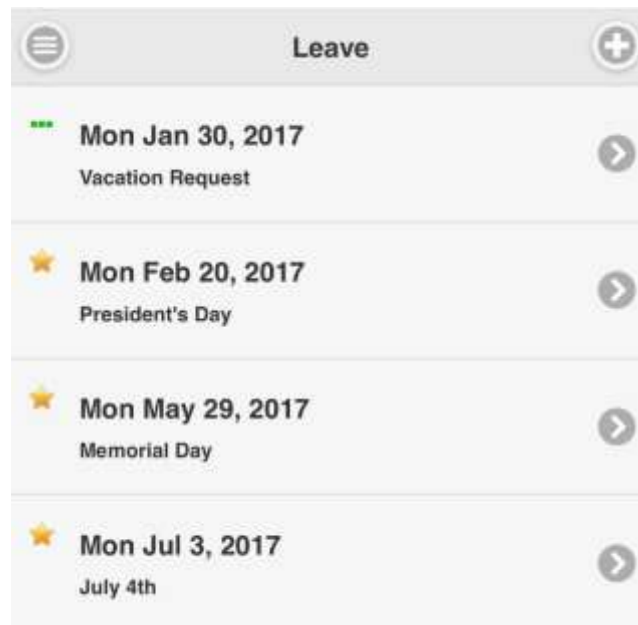 Leave
Mon Jan 30, 2017
Vacation Request
Mon Feb 20, 2017
President's Day
Mon May 29, 2017
Memorial Day
Mon Jul 3, 2017
July 4th